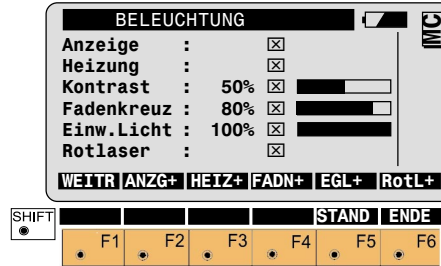 BELEUCHTUNG
MC
Anzeige : ☒
Heizung : ☒
Kontrast : 50% ☒
Fadenkreuz : 80% ☒
Einw.Licht : 100% ☒
Rotlaser : ☒
WEITR ANZG+ HEIZ+ FADN+ EGL+ RotL+
SHIFT STAND ENDE
F1 F2 F3 F4 F5 F6